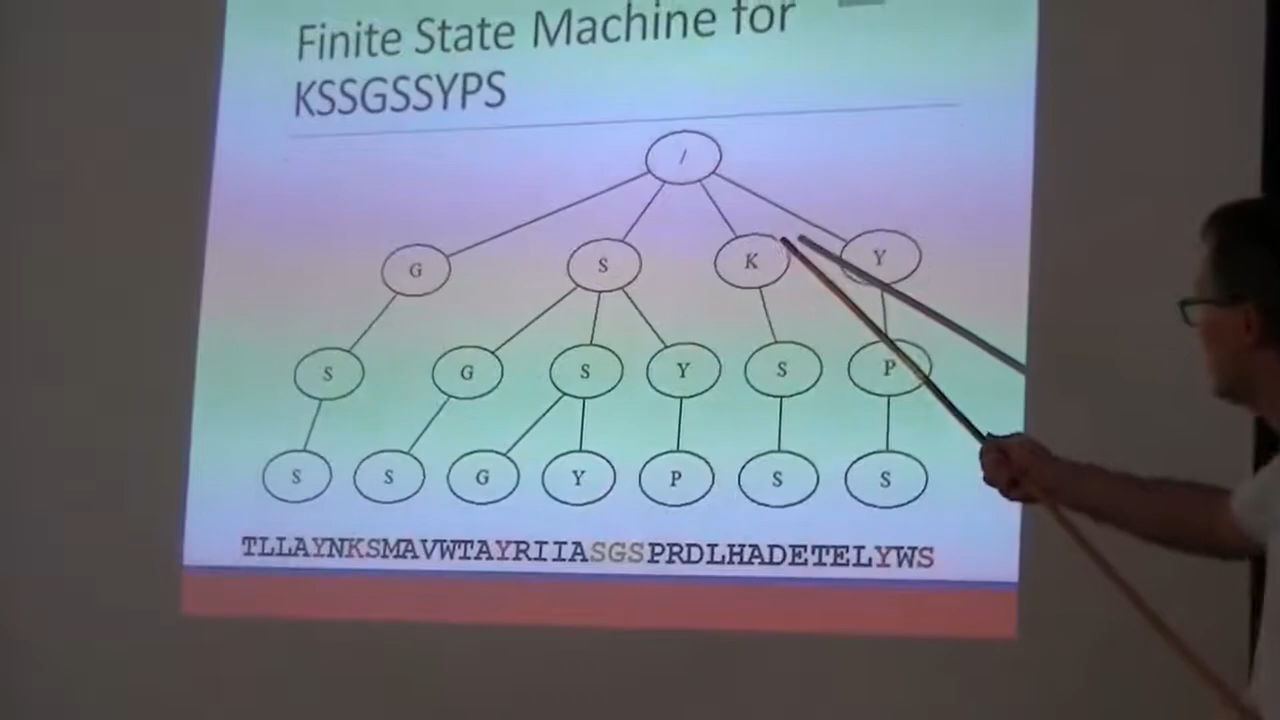 Finite State Machine for
KSSGSSYPS
/
G S K Y
S G S Y S P
S S G Y P S S
TLLAYNKSMAVWTAYRIIASGSPRDLHADETELYWS